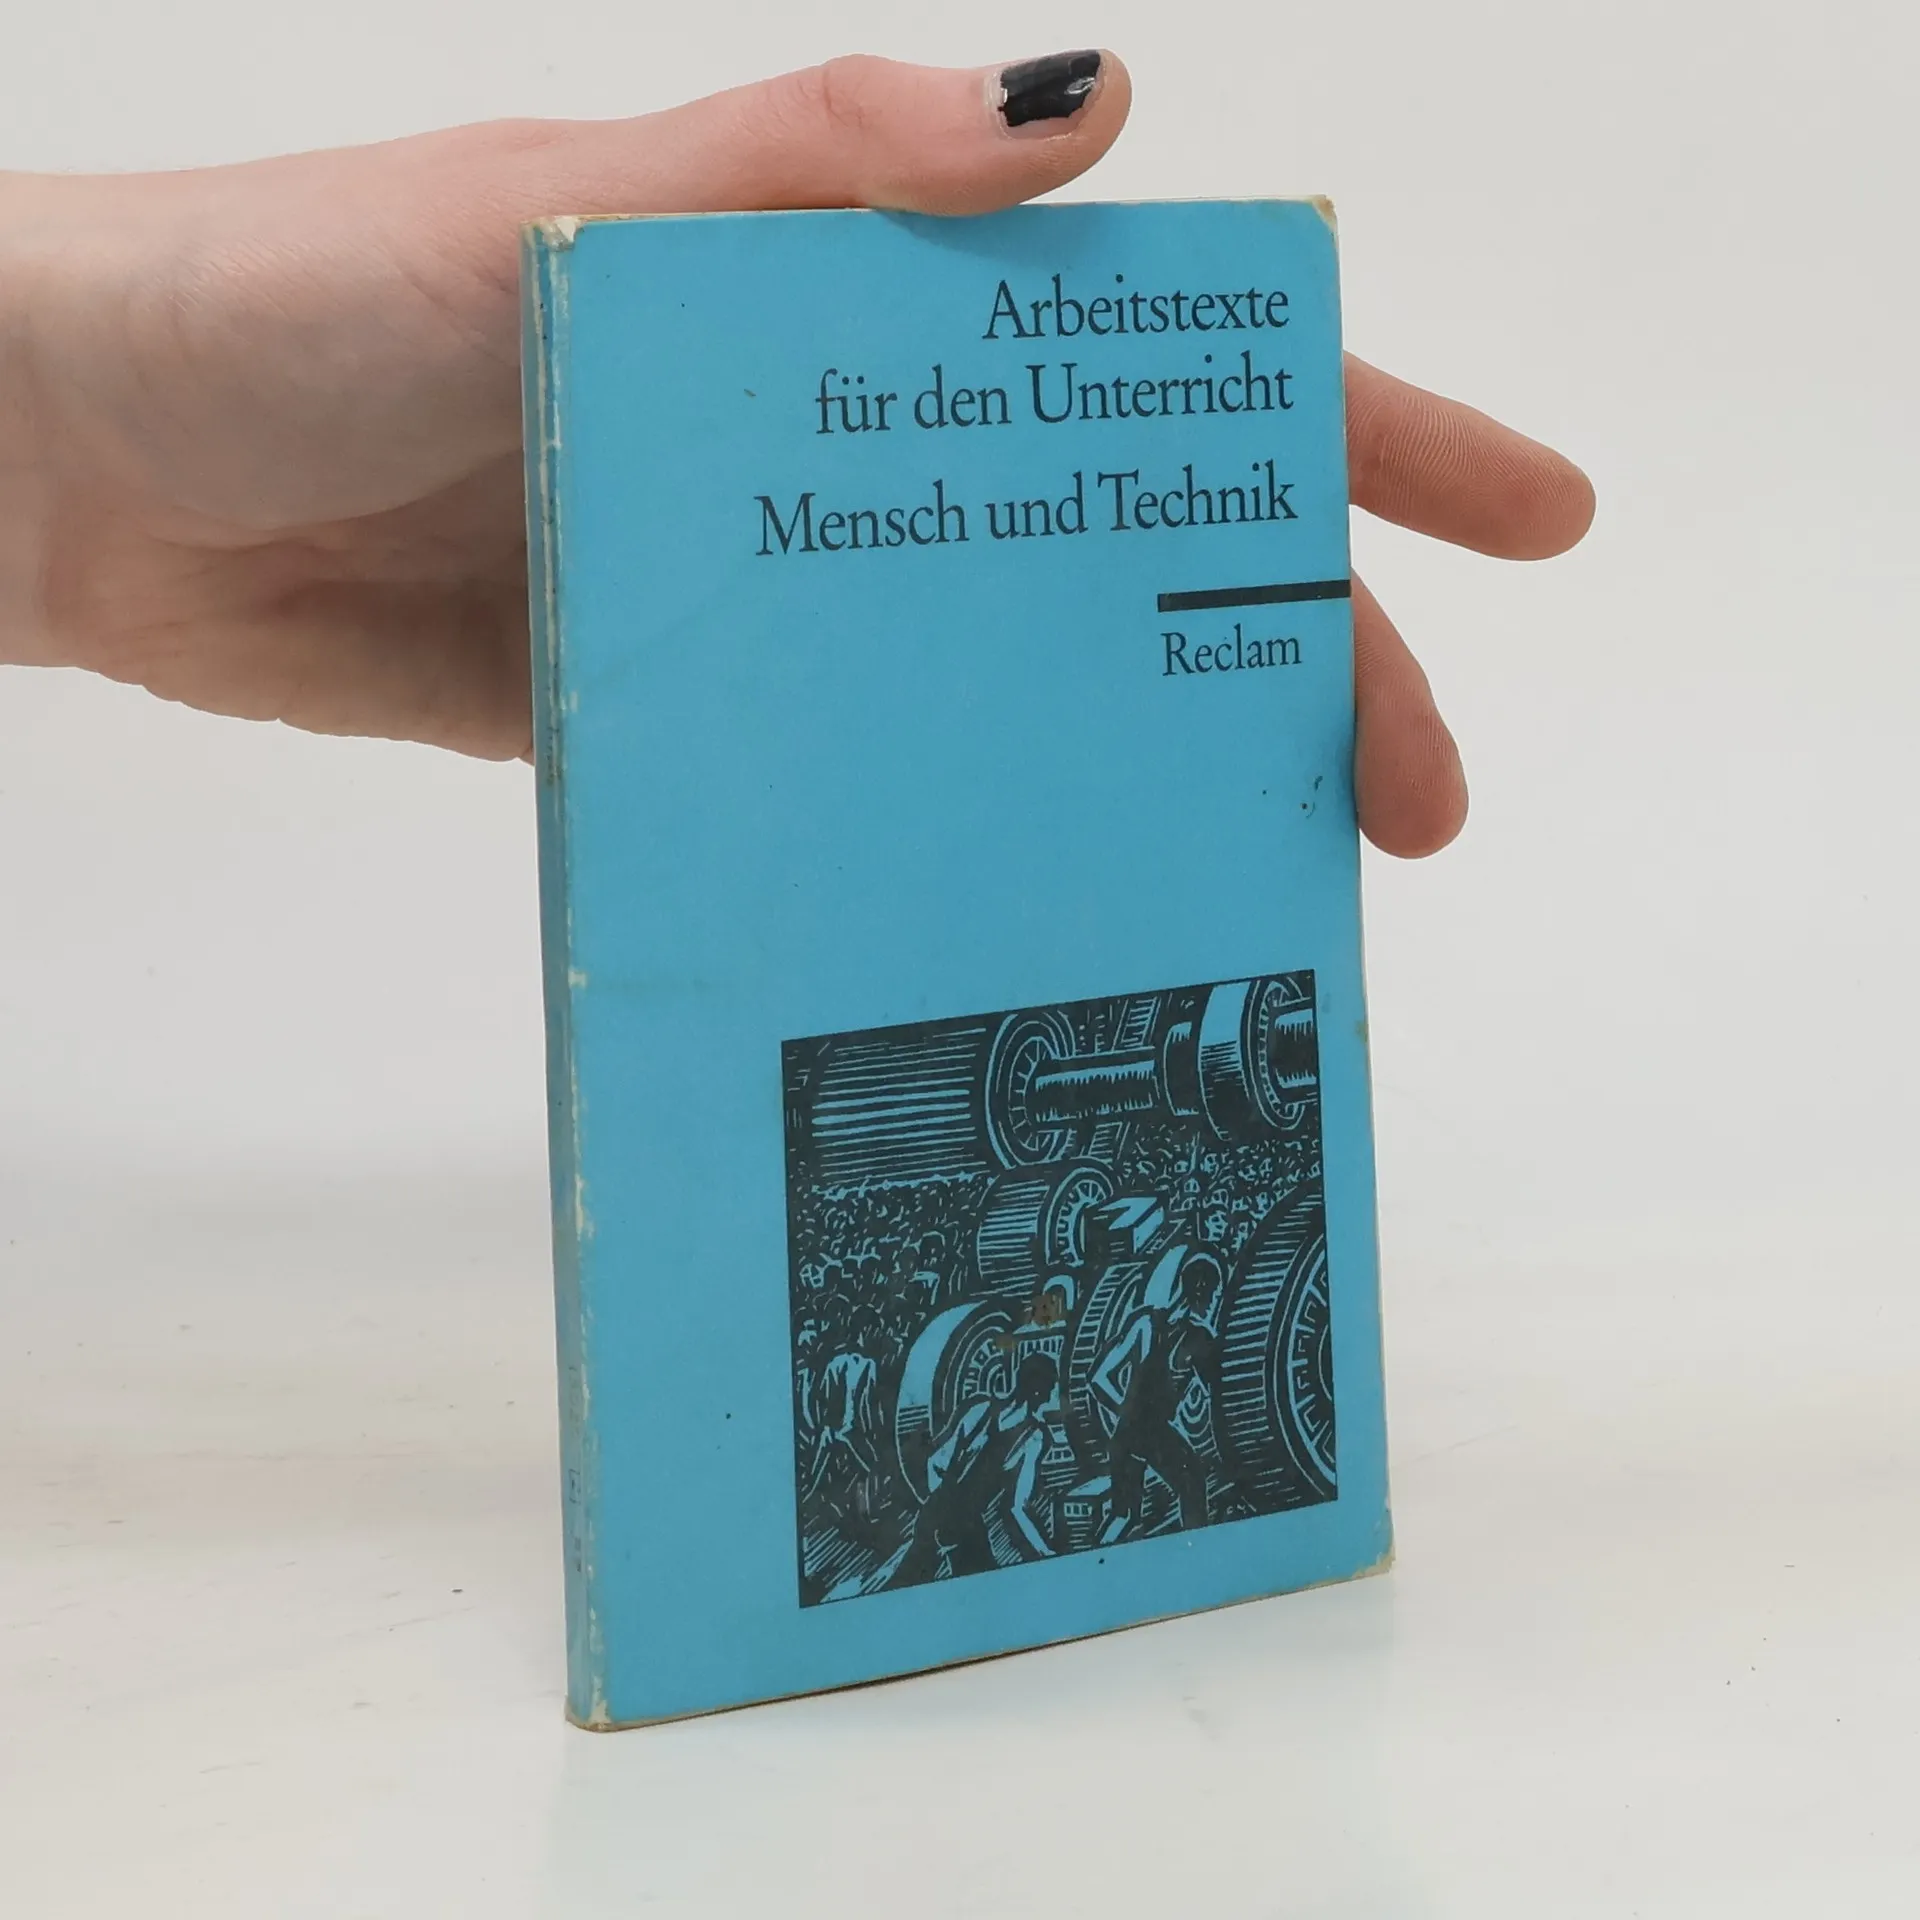 Arbeitstexte
für den Unterricht
Mensch und Technik
Reclam